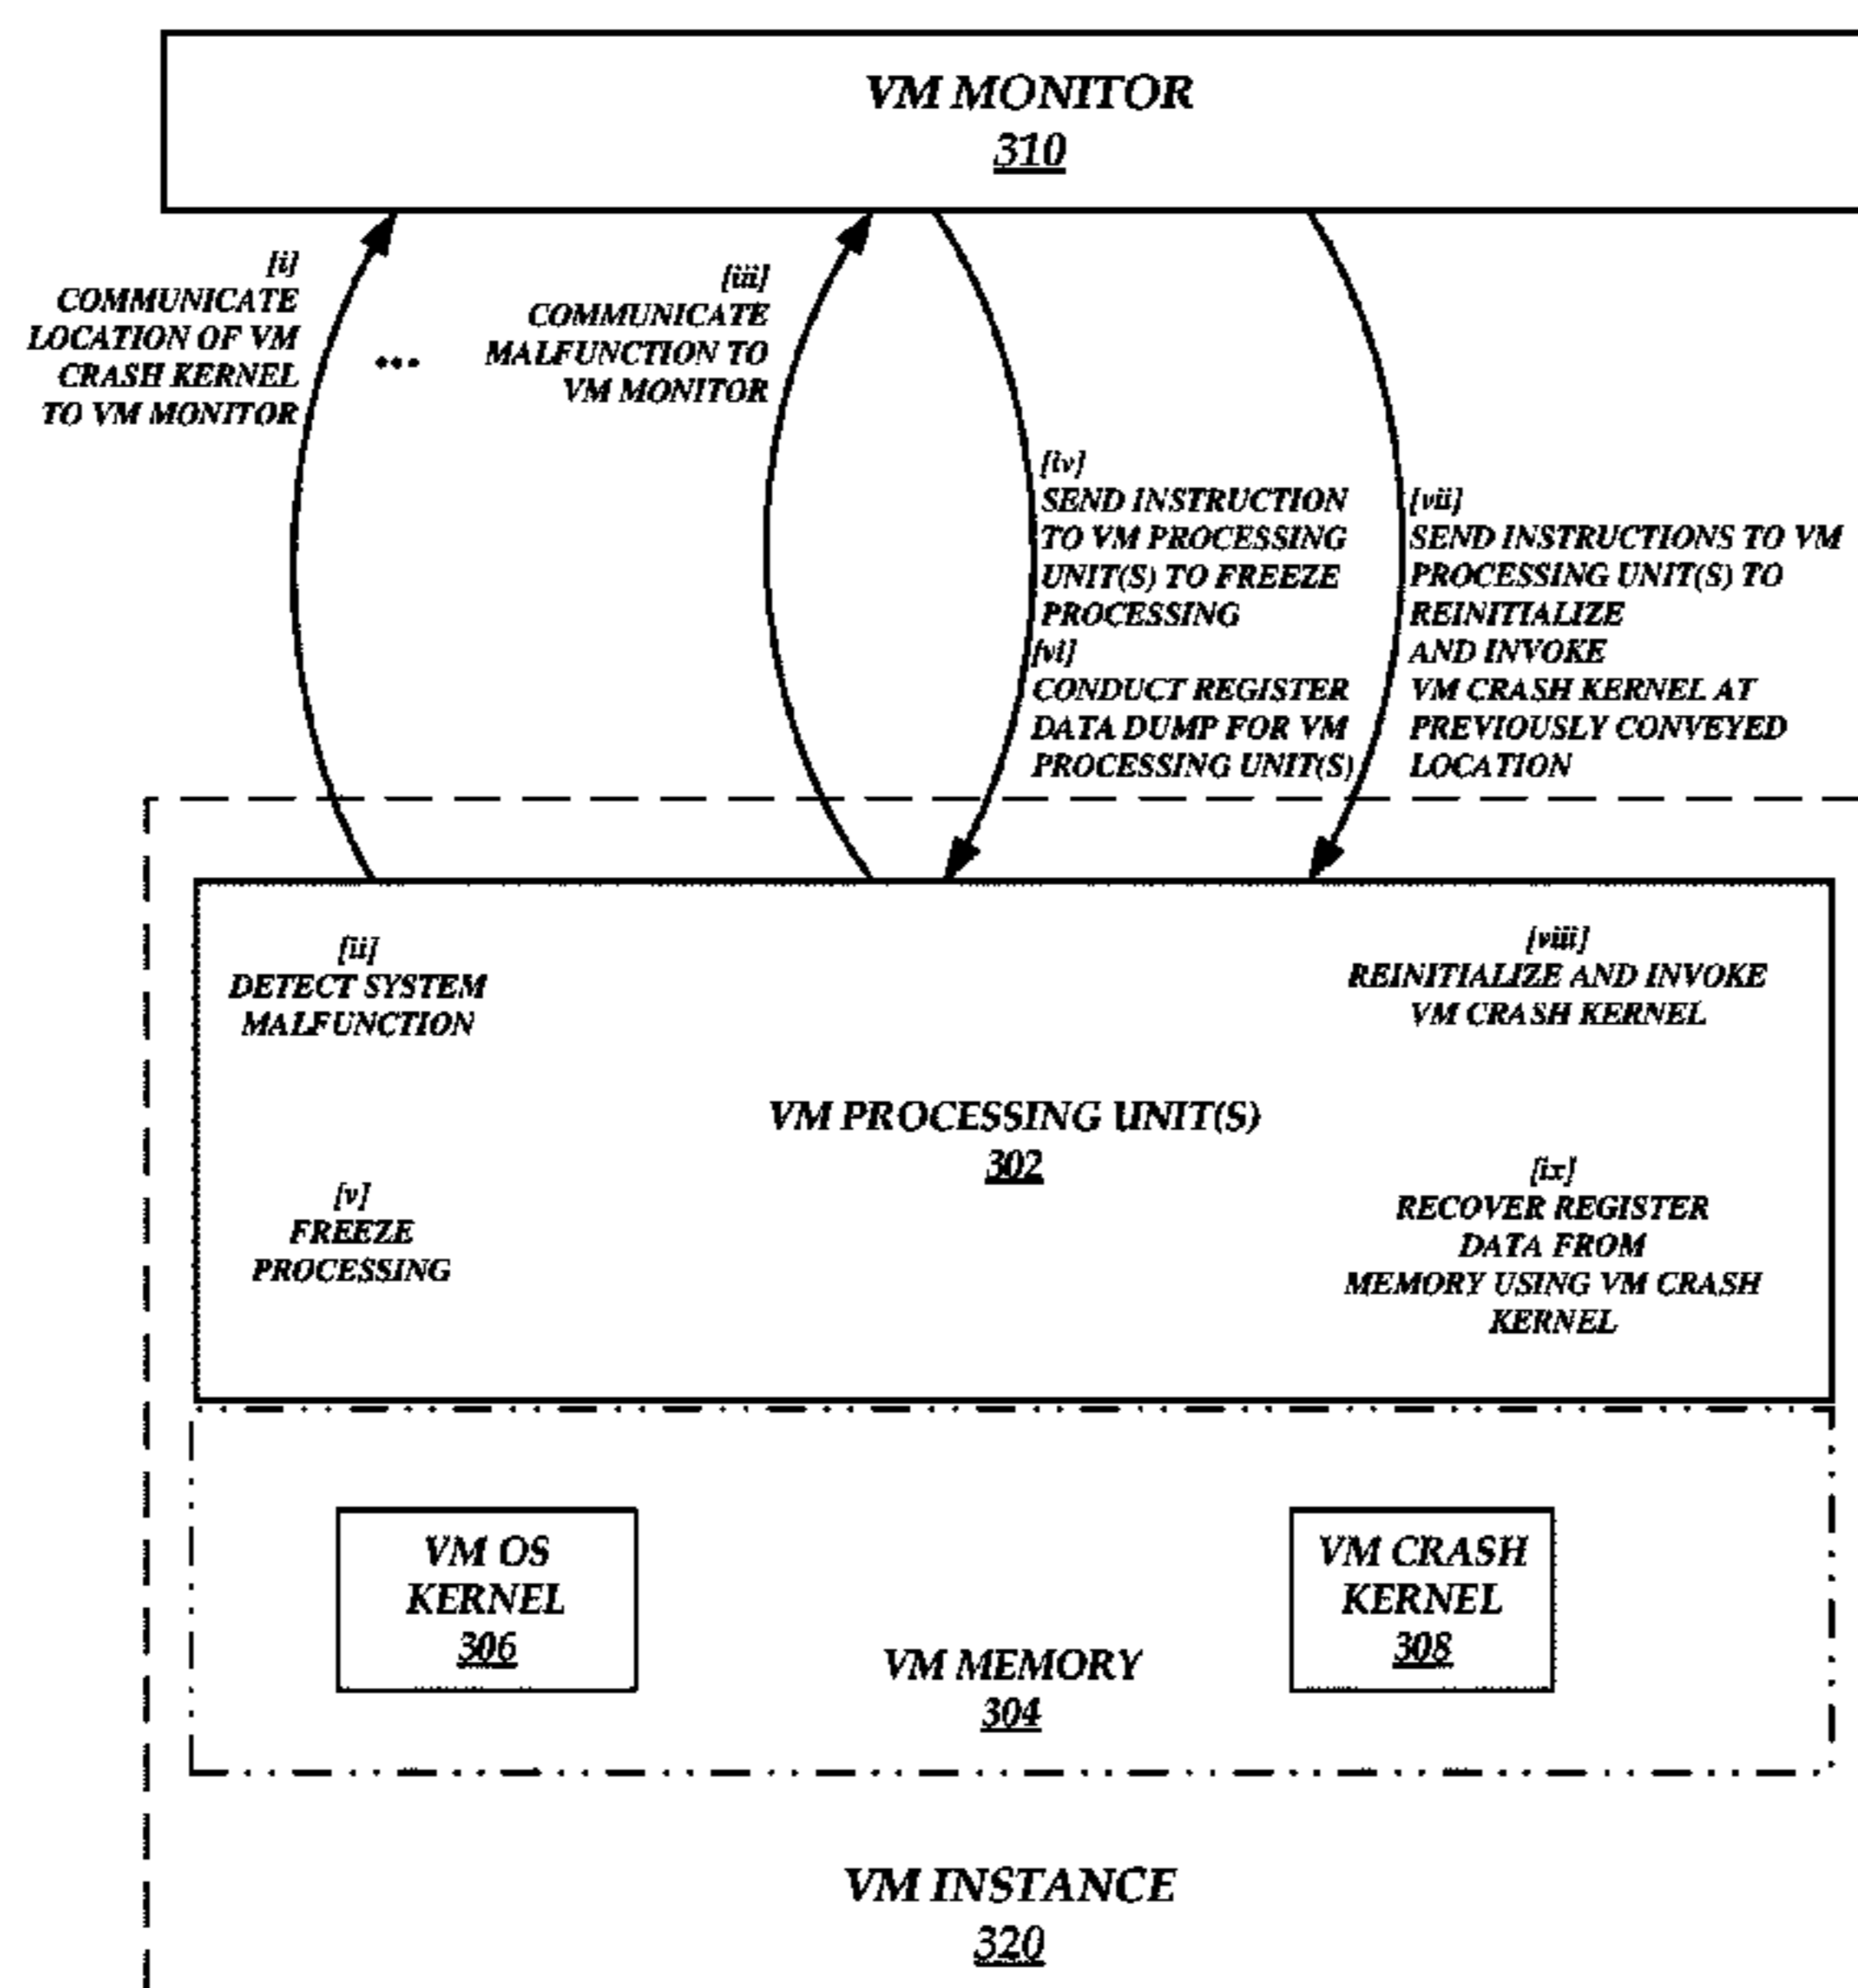 VM MONITOR
310
[i]
COMMUNICATE
LOCATION OF VM
CRASH KERNEL
TO VM MONITOR
...
[iii]
COMMUNICATE
MALFUNCTION TO
VM MONITOR
[iv]
SEND INSTRUCTION
TO VM PROCESSING
UNIT(S) TO FREEZE
PROCESSING
[vi]
CONDUCT REGISTER
DATA DUMP FOR VM
PROCESSING UNIT(S)
[vii]
SEND INSTRUCTIONS TO VM
PROCESSING UNIT(S) TO
REINITIALIZE
AND INVOKE
VM CRASH KERNEL AT
PREVIOUSLY CONVEYED
LOCATION
[ii]
DETECT SYSTEM
MALFUNCTION
[viii]
REINITIALIZE AND INVOKE
VM CRASH KERNEL
VM PROCESSING UNIT(S)
302
[v]
FREEZE
PROCESSING
[ix]
RECOVER REGISTER
DATA FROM
MEMORY USING VM CRASH
KERNEL
VM OS
KERNEL
306
VM CRASH
KERNEL
308
VM MEMORY
304
VM INSTANCE
320